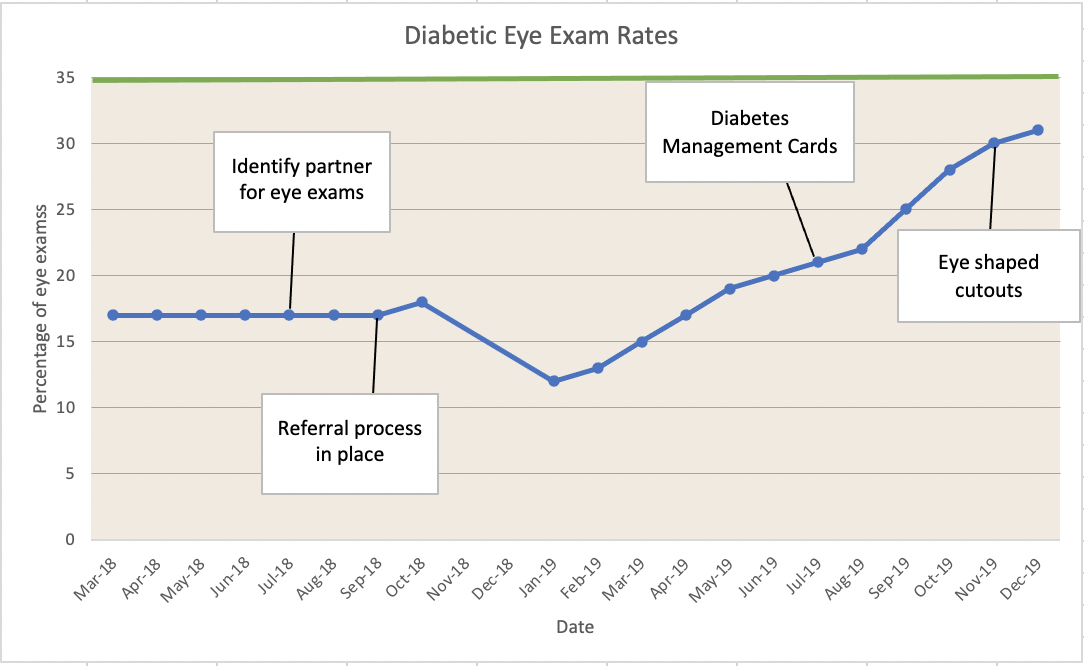 Diabetic Eye Exam Rates
Percentage of eye examss
35
30
25
20
15
10
5
0
Identify partner
for eye exams
Referral process
in place
Diabetes
Management Cards
Eye shaped
cutouts
Mar-18
Apr-18
May-18
Jun-18
Jul-18
Aug-18
Sep-18
Oct-18
Nov-18
Dec-18
Jan-19
Feb-19
Mar-19
Apr-19
May-19
Jun-19
Jul-19
Aug-19
Sep-19
Oct-19
Nov-19
Dec-19
Date